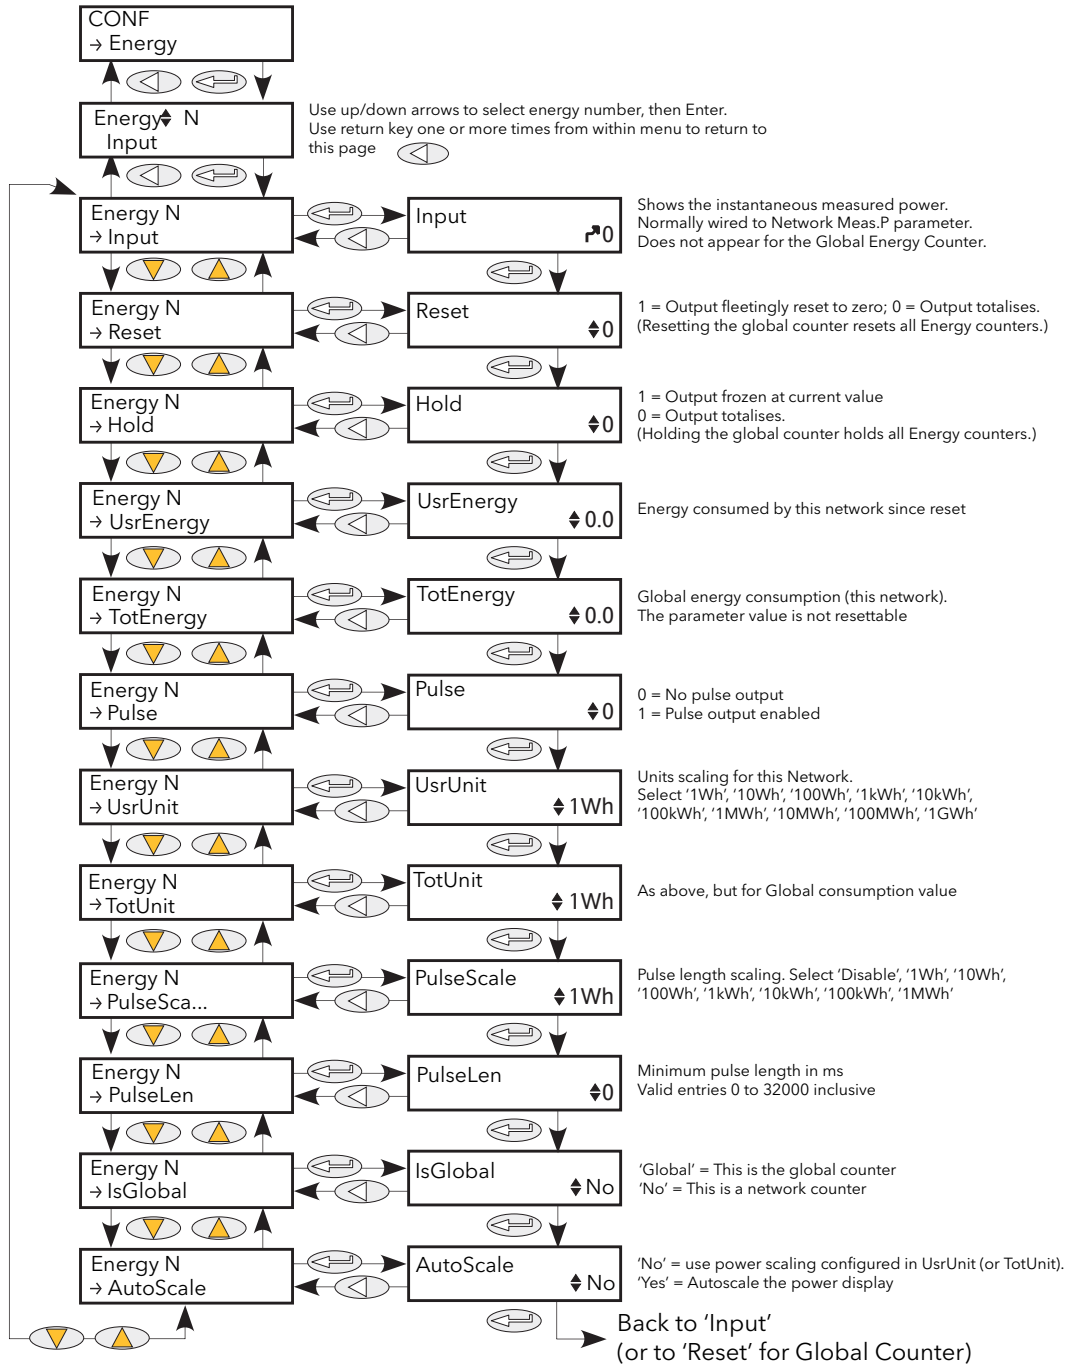 CONF
→ Energy
Energy N
Input
Use up/down arrows to select energy number, then Enter.
Use return key one or more times from within menu to return to
this page
Energy N
→ Input
Input
0
Shows the instantaneous measured power.
Normally wired to Network Meas.P parameter.
Does not appear for the Global Energy Counter.
Energy N
→ Reset
Reset
0
1 = Output fleetingly reset to zero; 0 = Output totalises.
(Resetting the global counter resets all Energy counters.)
Energy N
→ Hold
Hold
0
1 = Output frozen at current value
0 = Output totalises.
(Holding the global counter holds all Energy counters.)
Energy N
→ UsrEnergy
UsrEnergy
0.0
Energy consumed by this network since reset
Energy N
→ TotEnergy
TotEnergy
0.0
Global energy consumption (this network).
The parameter value is not resettable
Energy N
→ Pulse
Pulse
0
0 = No pulse output
1 = Pulse output enabled
Energy N
→ UsrUnit
UsrUnit
1Wh
Units scaling for this Network.
Select ‘1Wh’, ‘10Wh’, ‘100Wh’, ‘1kWh’, ‘10kWh’,
‘100kWh’, ‘1MWh’, ‘10MWh’, ‘100MWh’, ‘1GWh’
Energy N
→ TotUnit
TotUnit
1Wh
As above, but for Global consumption value
Energy N
→ PulseSca...
PulseScale
1Wh
Pulse length scaling. Select ‘Disable’, ‘1Wh’, ‘10Wh’,
‘100Wh’, ‘1kWh’, ‘10kWh’, ‘100kWh’, ‘1MWh’
Energy N
→ PulseLen
PulseLen
0
Minimum pulse length in ms
Valid entries 0 to 32000 inclusive
Energy N
→ IsGlobal
IsGlobal
No
‘Global’ = This is the global counter
‘No’ = This is a network counter
Energy N
→ AutoScale
AutoScale
No
‘No’ = use power scaling configured in UsrUnit (or TotUnit).
‘Yes’ = Autoscale the power display
Back to ‘Input’
(or to ‘Reset’ for Global Counter)